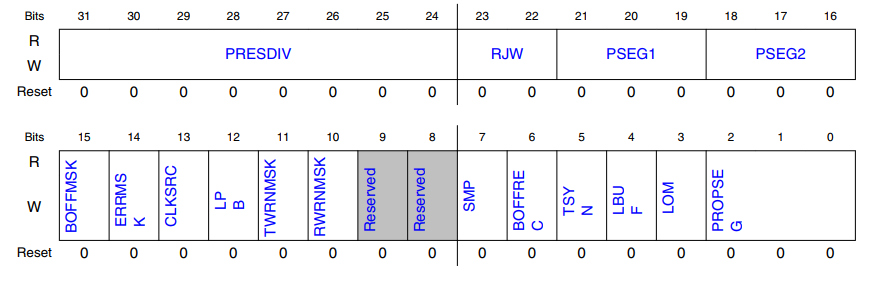 Bits 31 30 29 28 27 26 25 24 23 22 21 20 19 18 17 16
R
W
PRESDIV RJW PSEG1 PSEG2
Reset 0 0 0 0 0 0 0 0 0 0 0 0 0 0 0 0
Bits 15 14 13 12 11 10 9 8 7 6 5 4 3 2 1 0
R
W
BOFFMSK
ERRMS
K
CLKSRC
LP
B
TWRNMSK
RWRNMSK
Reserved
Reserved
SMP
BOFFRE
C
TSY
N
LBU
F
LOM
PROPSE
G
Reset 0 0 0 0 0 0 0 0 0 0 0 0 0 0 0 0